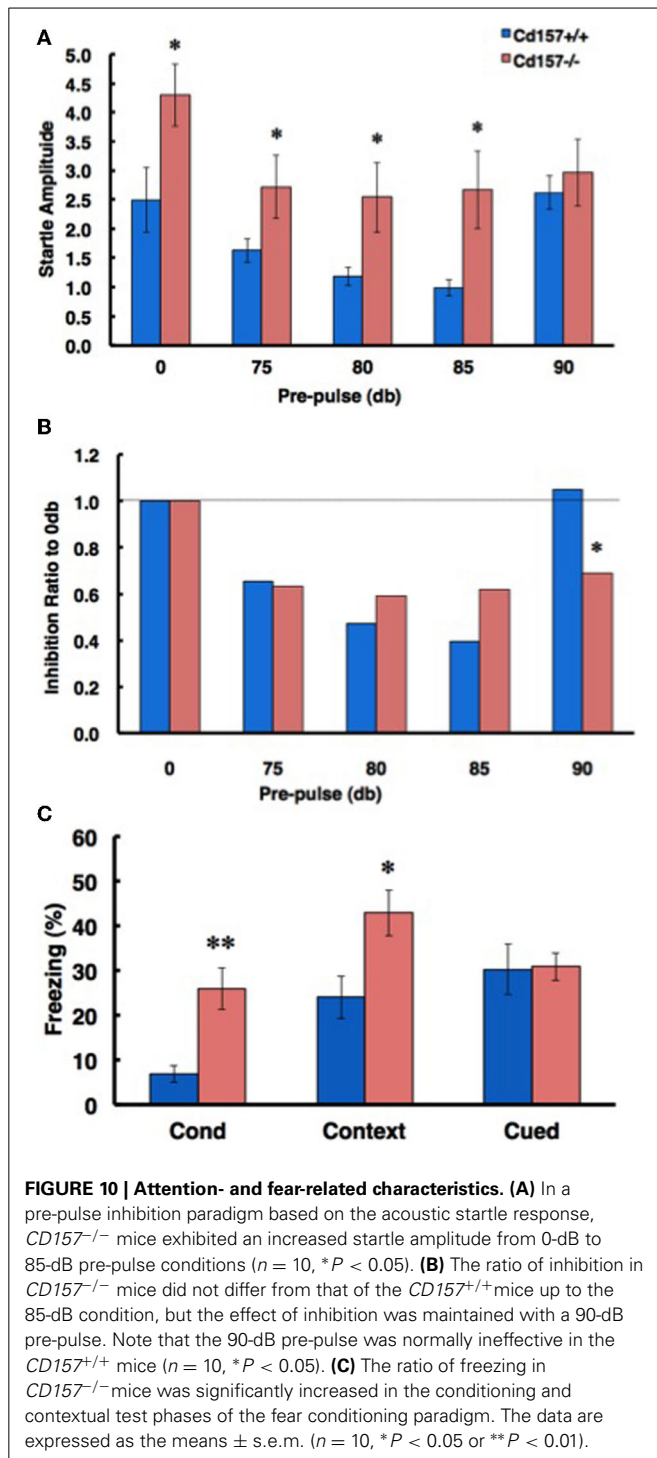 A
Cd157+/+
Cd157-/-
*
*
*
*
5.0
4.5
4.0
3.5
3.0
2.5
2.0
1.5
1.0
0.5
0.0
Startle Amplituide
0 75 80 85 90
Pre-pulse (db)
B
1.2
1.0
0.8
0.6
0.4
0.2
0.0
Inhibition Ratio to 0db
*
0 75 80 85 90
Pre-pulse (db)
C
60
50
40
30
20
10
0
Freezing (%)
**
*
Cond Context Cued
FIGURE 10 | Attention- and fear-related characteristics. (A) In a
pre-pulse inhibition paradigm based on the acoustic startle response,
CD157−/− mice exhibited an increased startle amplitude from 0-dB to
85-dB pre-pulse conditions (n = 10, *P < 0.05). (B) The ratio of inhibition in
CD157−/− mice did not differ from that of the CD157+/+mice up to the
85-dB condition, but the effect of inhibition was maintained with a 90-dB
pre-pulse. Note that the 90-dB pre-pulse was normally ineffective in the
CD157+/+ mice (n = 10, *P < 0.05). (C) The ratio of freezing in
CD157−/−mice was significantly increased in the conditioning and
contextual test phases of the fear conditioning paradigm. The data are
expressed as the means ± s.e.m. (n = 10, *P < 0.05 or **P < 0.01).